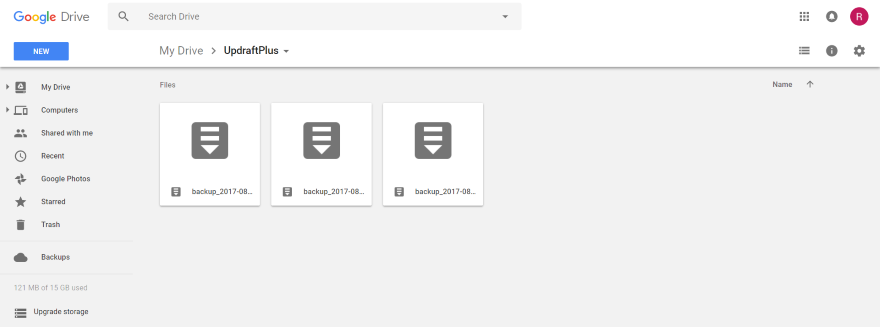 Google Drive
Search Drive
R
NEW
My Drive > UpdraftPlus
My Drive
Computers
Shared with me
Recent
Google Photos
Starred
Trash
Backups
121 MB of 15 GB used
Upgrade storage
Files
Name
backup_2017-08...
backup_2017-08...
backup_2017-08...